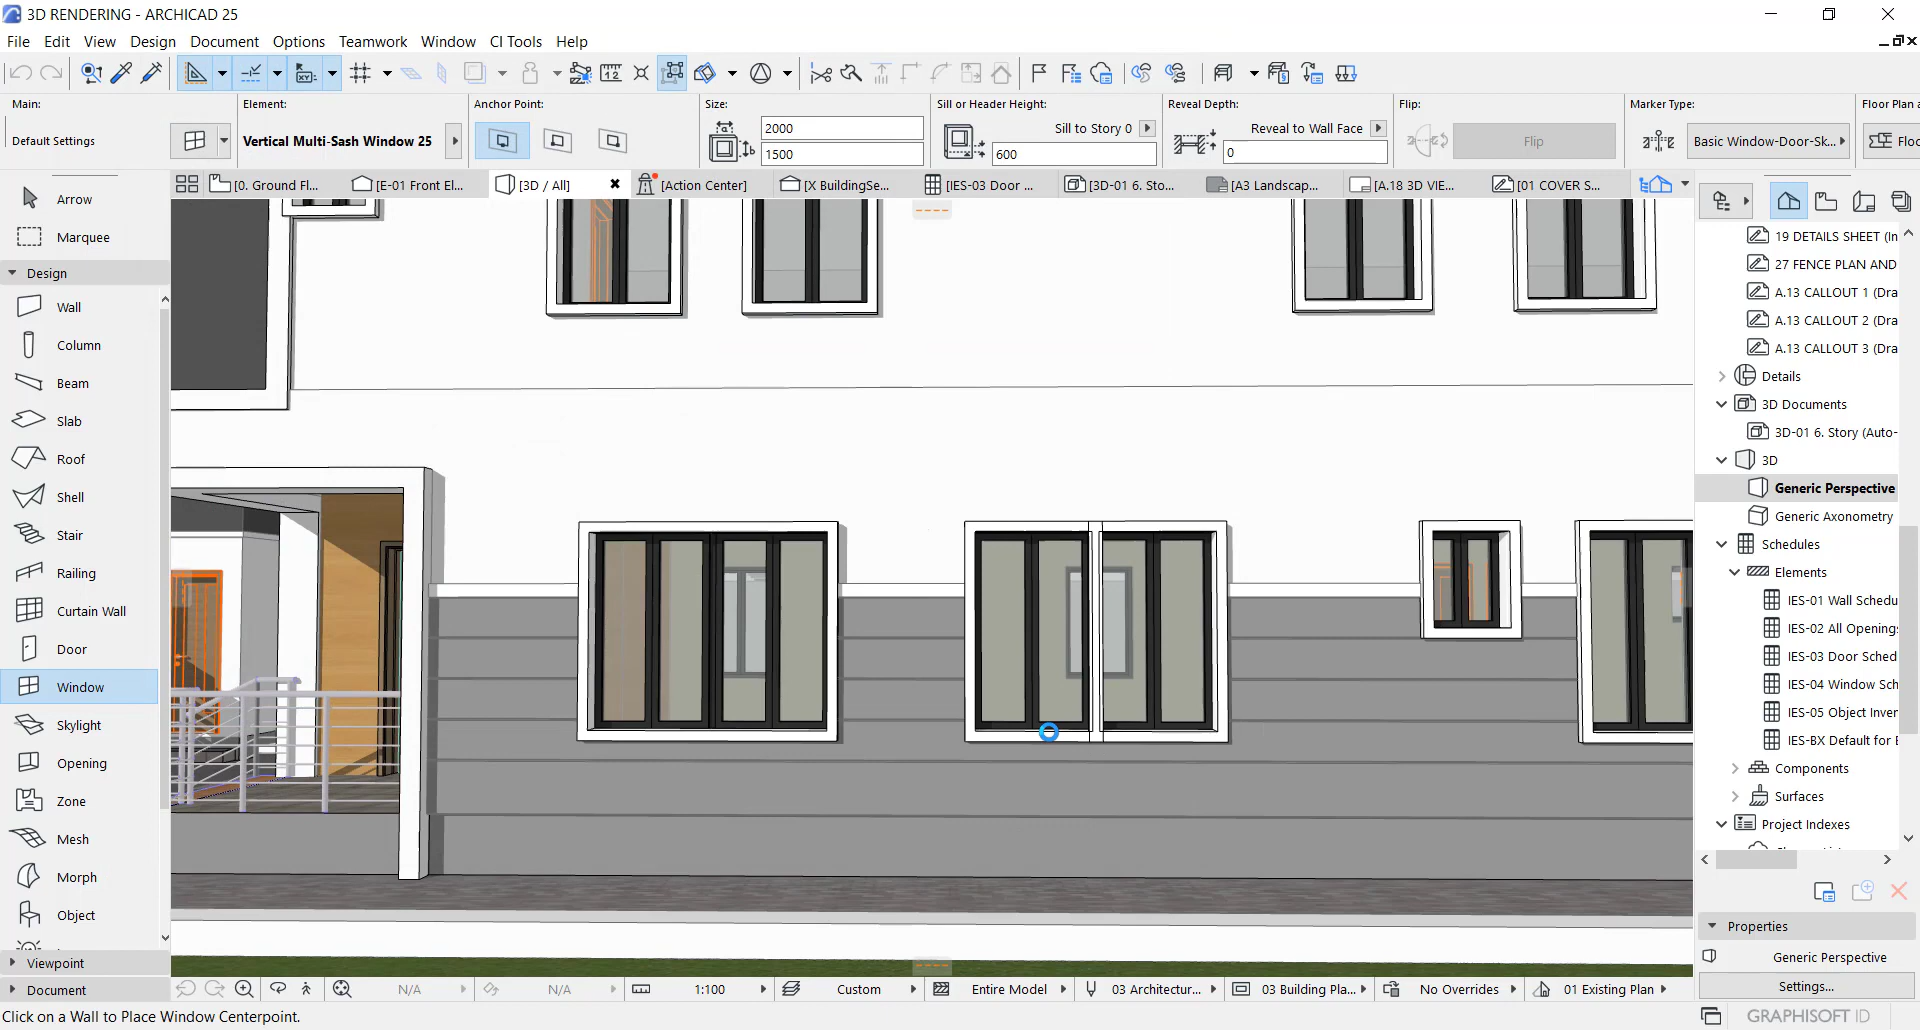 3D RENDERING - ARCHICAD 25
File Edit View Design Document Options Teamwork Window CI Tools Help
Main: Element: Anchor Point: Size: Sill or Header Height: Reveal Depth: Flip: Marker Type: Floor Plan a
Default Settings Vertical Multi-Sash Window 25 2000 1500 Sill to Story 0 600 Reveal to Wall Face 0 Flip Basic Window-Door-Sk... Floo
[0. Ground Fl... [E-01 Front El... [3D / All] [Action Center] [X BuildingSe... [IES-03 Door ... [3D-01 6. Sto... [A3 Landscap... [A.18 3D VIE... [01 COVER S...
Arrow
Marquee
Design
Wall
Column
Beam
Slab
Roof
Shell
Stair
Railing
Curtain Wall
Door
Window
Skylight
Opening
Zone
Mesh
Morph
Object
Viewpoint
Document
19 DETAILS SHEET (In
27 FENCE PLAN AND
A.13 CALLOUT 1 (Dra
A.13 CALLOUT 2 (Dra
A.13 CALLOUT 3 (Dra
Details
3D Documents
3D-01 6. Story (Auto-
3D
Generic Perspective
Generic Axonometry
Schedules
Elements
IES-01 Wall Schedu
IES-02 All Openings
IES-03 Door Sched
IES-04 Window Sch
IES-05 Object Inver
IES-BX Default for E
Components
Surfaces
Project Indexes
Properties
Generic Perspective
Settings...
N/A N/A 1:100 Custom Entire Model 03 Architectur... 03 Building Pla... No Overrides 01 Existing Plan
Click on a Wall to Place Window Centerpoint.
GRAPHISOFT ID